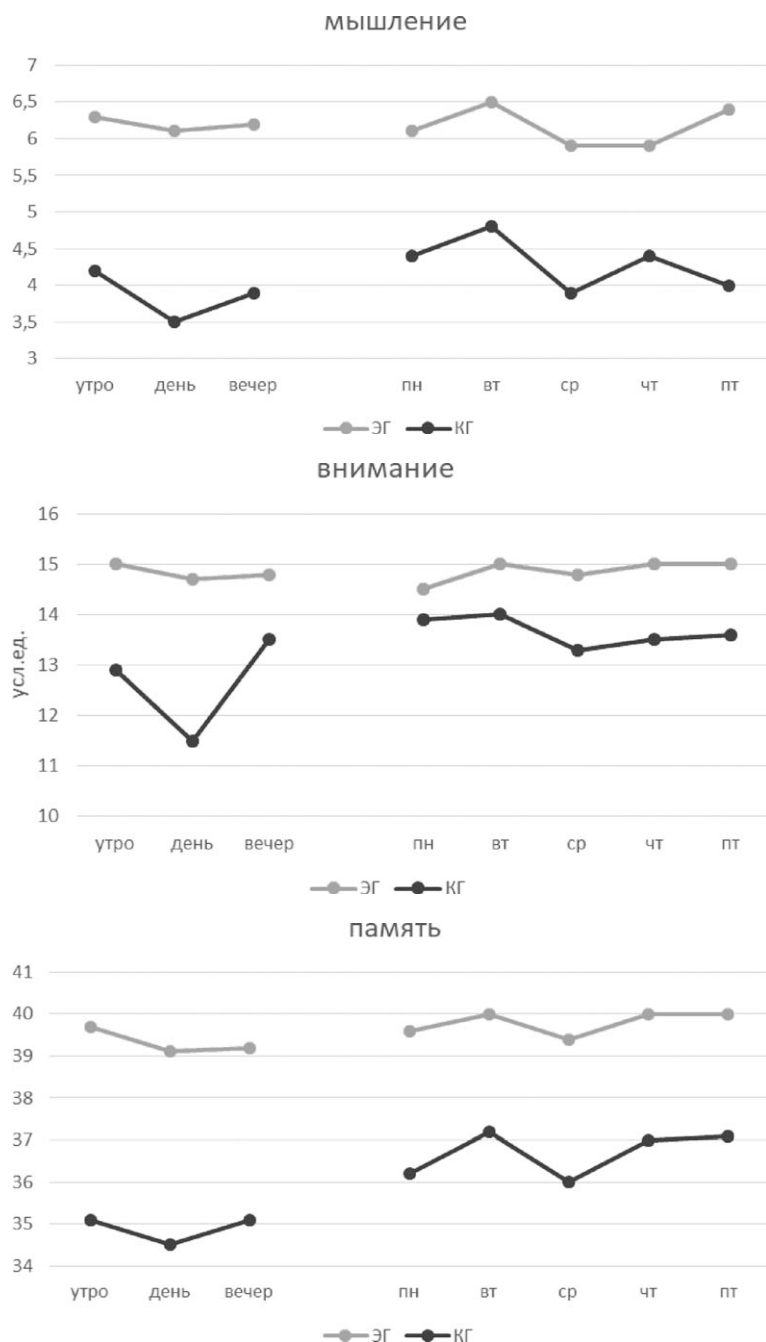 мышление
7
6,5
6
5,5
5
4,5
4
3,5
3
утро день вечер пн вт ср чт пт
ЭГ КГ
внимание
усл.ед.
16
15
14
13
12
11
10
утро день вечер пн вт ср чт пт
ЭГ КГ
память
41
40
39
38
37
36
35
34
утро день вечер пн вт ср чт пт
ЭГ КГ